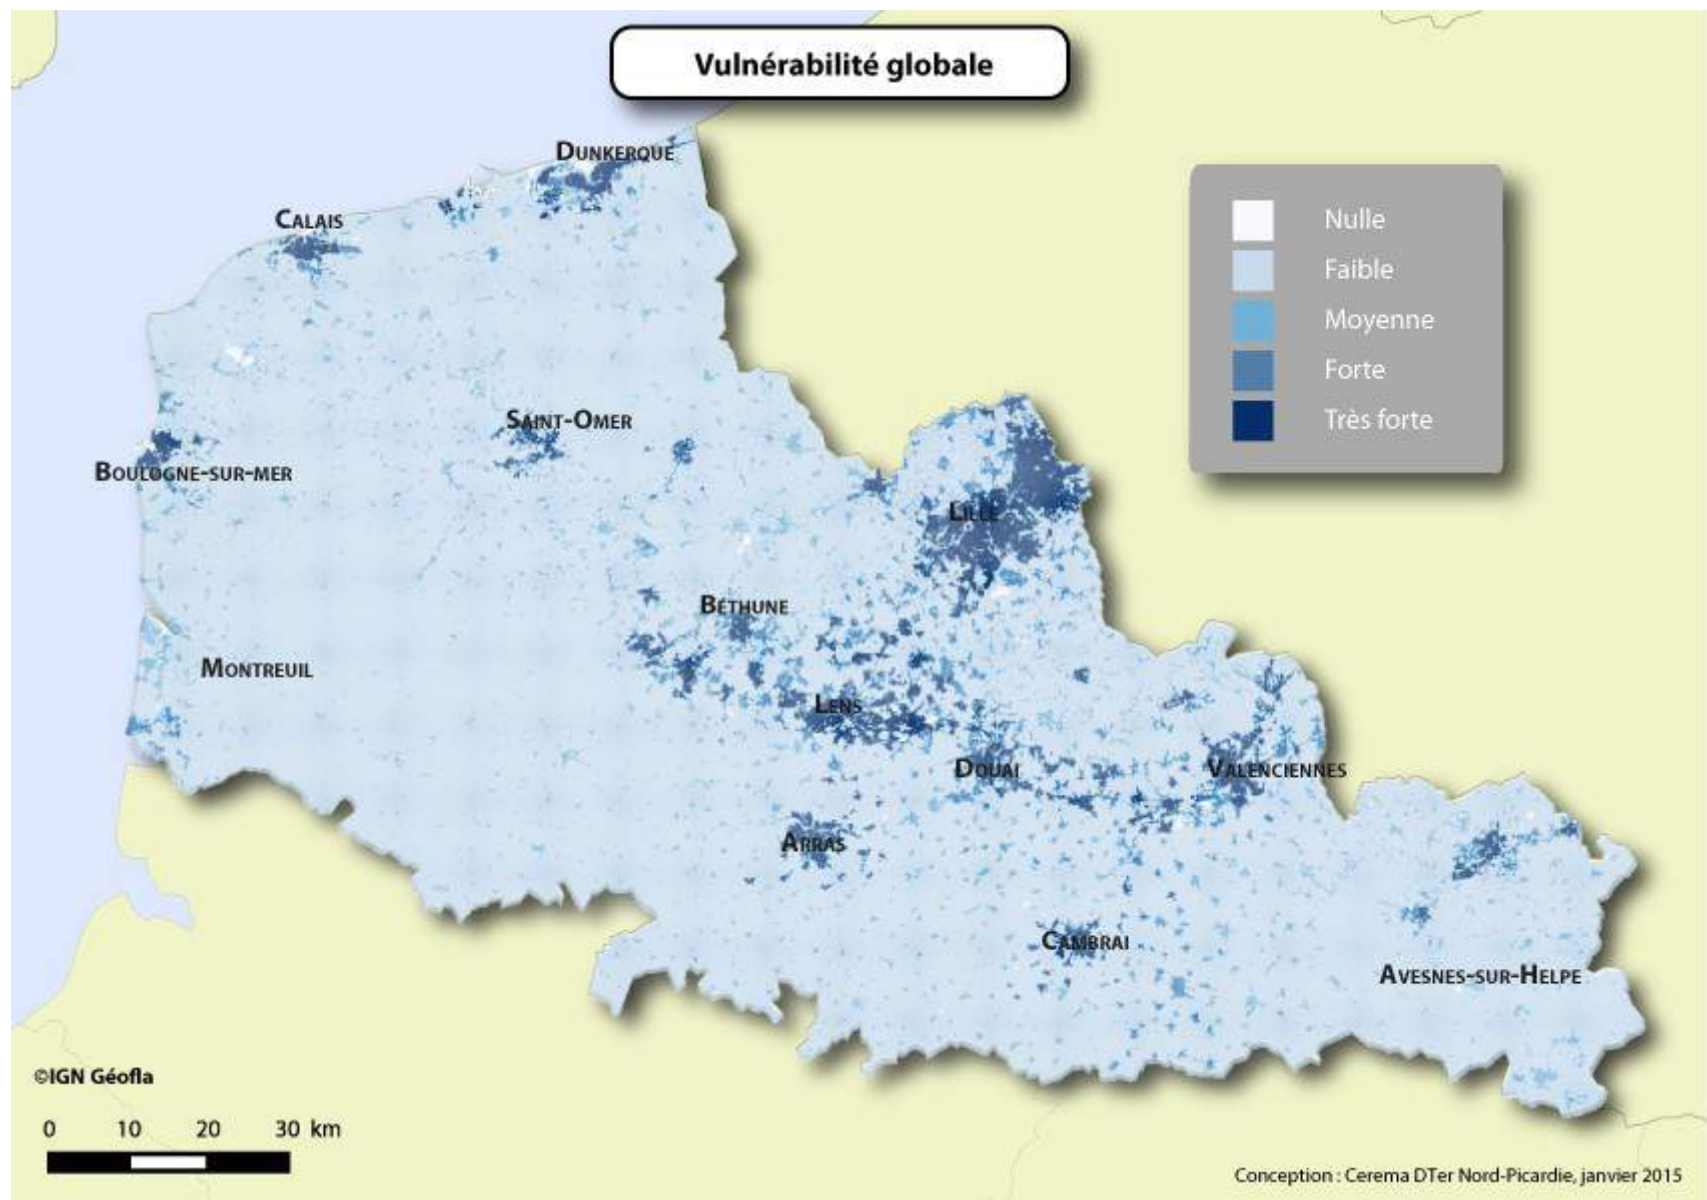 Vulnérabilité globale
Dunkerque
Calais
Nulle
Faible
Moyenne
Forte
Très forte
Saint-Omer
Boulogne-sur-Mer
Lille
Béthune
Montreuil
Lens
Douai
Valenciennes
Arras
Cambrai
Avesnes-sur-Helpe
©IGN Géofla
0 10 20 30 km
Conception : Cerema DTer Nord-Picardie, janvier 2015